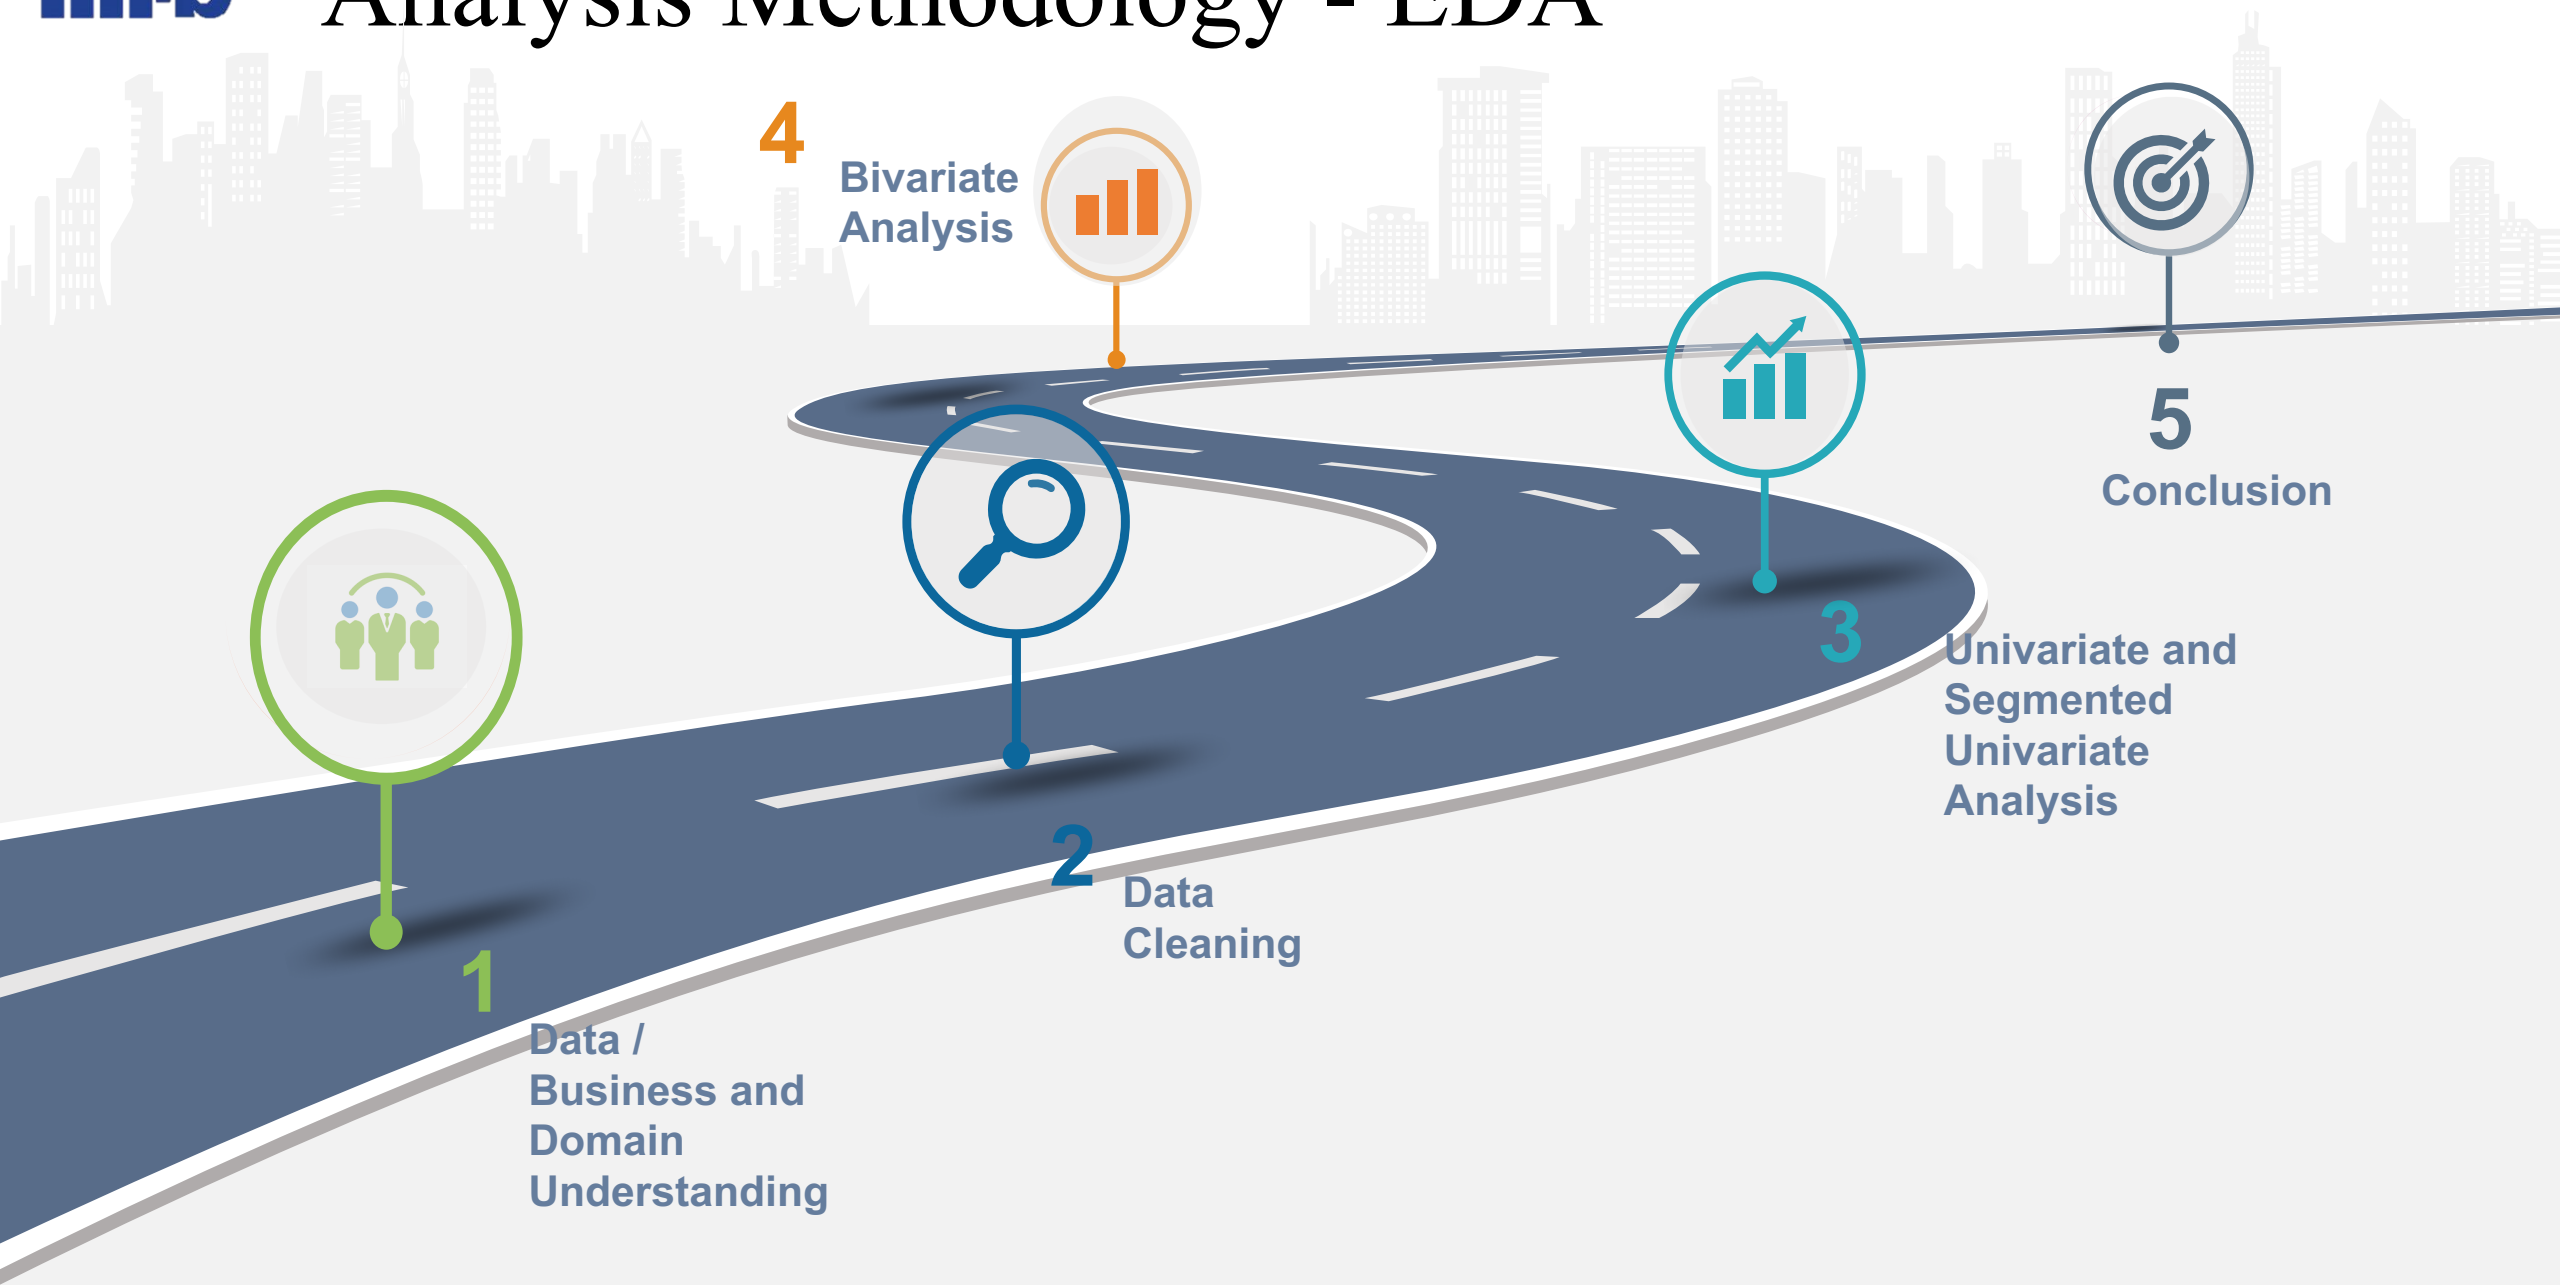 Analysis Methodology - EDA
4
Bivariate
Analysis
5
Conclusion
3
Univariate and
Segmented
Univariate
Analysis
2
Data
Cleaning
1
Data /
Business and
Domain
Understanding